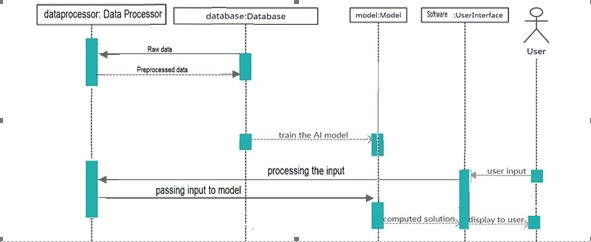 dataprocessor: Data Processor
database:Database
model:Model
Software :UserInterface
User
Raw data
Preprocessed data
train the AI model
processing the input
user input
passing input to model
computed solution
display to user